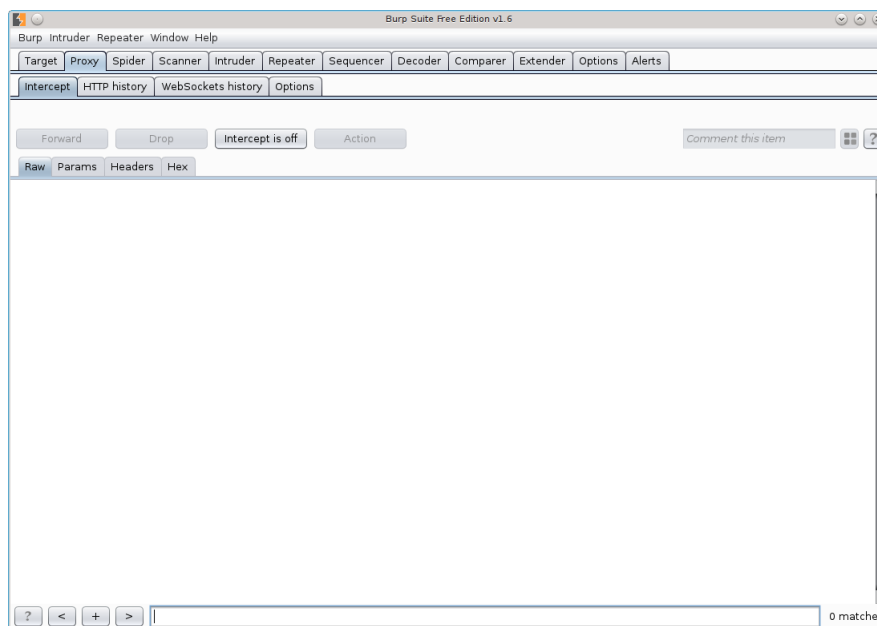 Burp Suite Free Edition v1.6
Burp Intruder Repeater Window Help
Target Proxy Spider Scanner Intruder Repeater Sequencer Decoder Comparer Extender Options Alerts
Intercept HTTP history WebSockets history Options
Forward Drop Intercept is off Action Comment this item ?
Raw Params Headers Hex
? < + > 0 matche